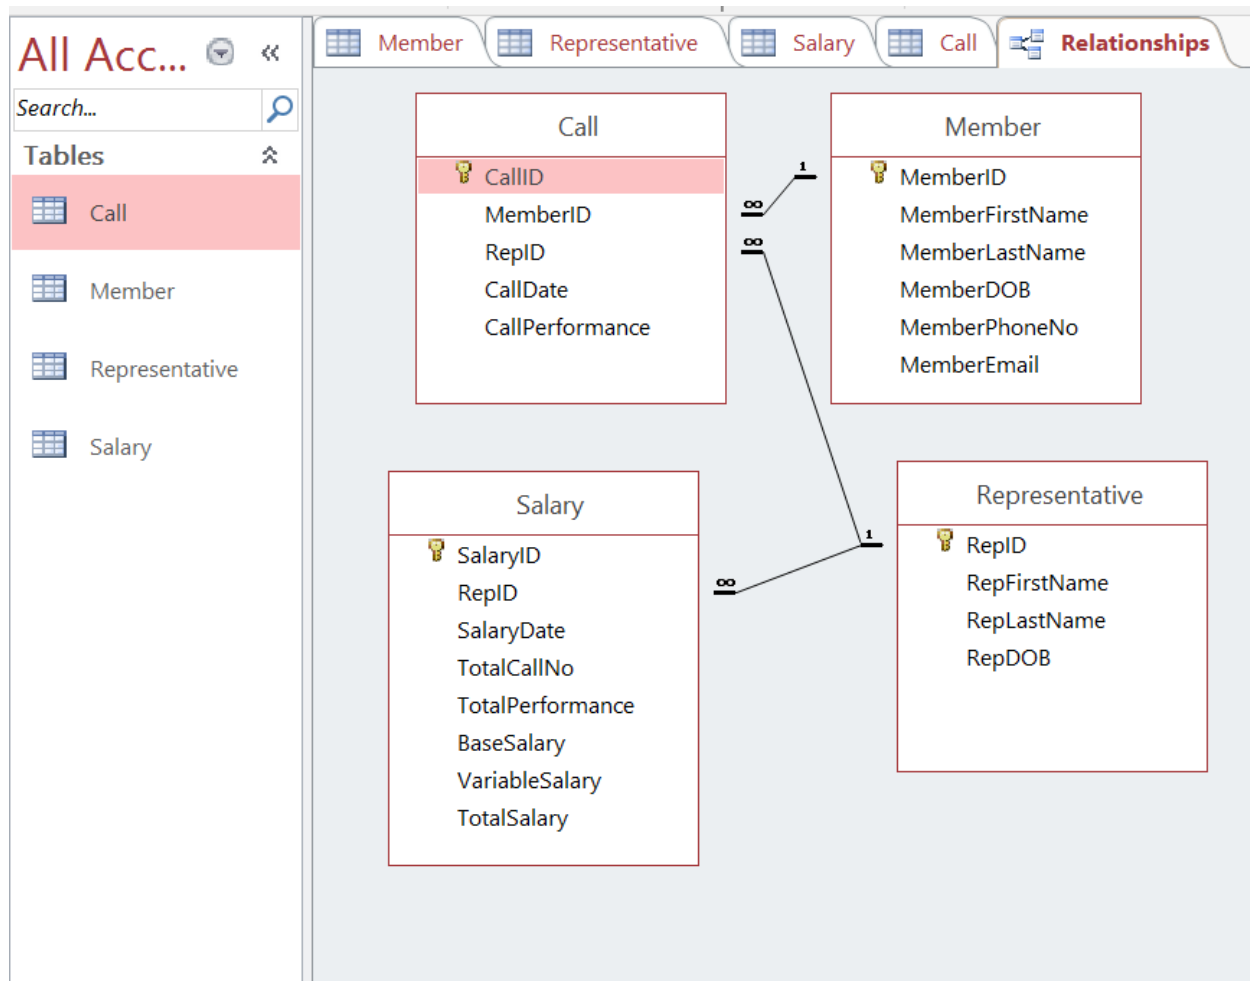 All Acc...
Search...
Tables
Call
Member
Representative
Salary
Member
Representative
Salary
Call
Relationships
Call
CallID
MemberID
RepID
CallDate
CallPerformance
1
∞
∞
Member
MemberID
MemberFirstName
MemberLastName
MemberDOB
MemberPhoneNo
MemberEmail
Salary
SalaryID
RepID
SalaryDate
TotalCallNo
TotalPerformance
BaseSalary
VariableSalary
TotalSalary
1
∞
Representative
RepID
RepFirstName
RepLastName
RepDOB